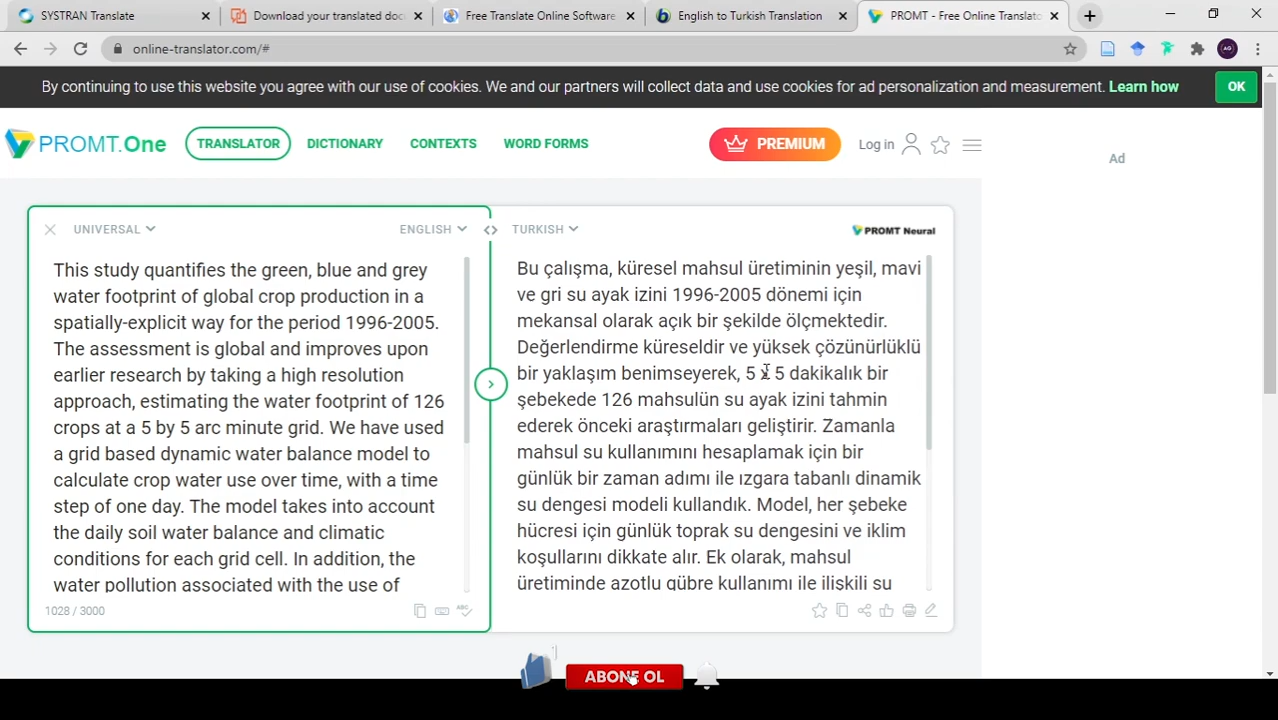 SYSTRAN Translate
Download your translated doc
Free Translate Online Software
English to Turkish Translation
PROMT - Free Online Translato
online-translator.com/#
AG
By continuing to use this website you agree with our use of cookies. We and our partners will collect data and use cookies for ad personalization and measurement. Learn how
OK
PROMT.One
TRANSLATOR
DICTIONARY
CONTEXTS
WORD FORMS
PREMIUM
Log in
Ad
UNIVERSAL
ENGLISH
TURKISH
PROMT Neural
This study quantifies the green, blue and grey
water footprint of global crop production in a
spatially-explicit way for the period 1996-2005.
The assessment is global and improves upon
earlier research by taking a high resolution
approach, estimating the water footprint of 126
crops at a 5 by 5 arc minute grid. We have used
a grid based dynamic water balance model to
calculate crop water use over time, with a time
step of one day. The model takes into account
the daily soil water balance and climatic
conditions for each grid cell. In addition, the
water pollution associated with the use of
1028 / 3000
ABC
Bu çalışma, küresel mahsul üretiminin yeşil, mavi
ve gri su ayak izini 1996-2005 dönemi için
mekansal olarak açık bir şekilde ölçmektedir.
Değerlendirme küreseldir ve yüksek çözünürlüklü
bir yaklaşım benimseyerek, 5 x 5 dakikalık bir
şebekede 126 mahsulün su ayak izini tahmin
ederek önceki araştırmaları geliştirir. Zamanla
mahsul su kullanımını hesaplamak için bir
günlük bir zaman adımı ile ızgara tabanlı dinamik
su dengesi modeli kullandık. Model, her şebeke
hücresi için günlük toprak su dengesini ve iklim
koşullarını dikkate alır. Ek olarak, mahsul
üretiminde azotlu gübre kullanımı ile ilişkili su
ABONE OL